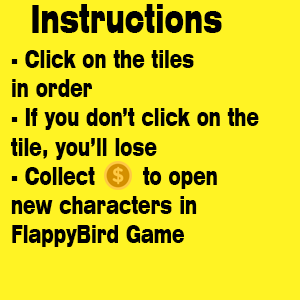 Instructions
- Click on the tiles
in order
- If you don't click on the
tile, you'll lose
- Collect $ to open
new characters in
FlappyBird Game